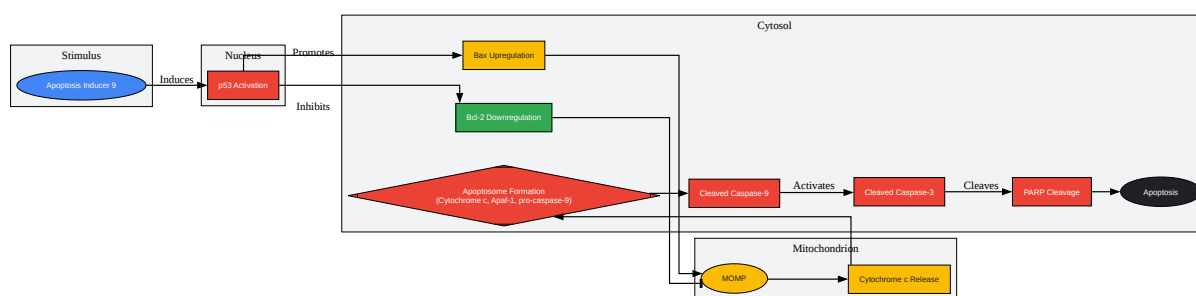 Cytosol
Stimulus
Nucleus
Promotes
Bax Upregulation
Apoptosis Inducer 9
Induces
p53 Activation
Inhibits
Bcl-2 Downregulation
Apoptosome Formation
(Cytochrome c, Apaf-1, pro-caspase-9)
Cleaved Caspase-9
Activates
Cleaved Caspase-3
Cleaves
PARP Cleavage
Apoptosis
Mitochondrion
MOMP
Cytochrome c Release